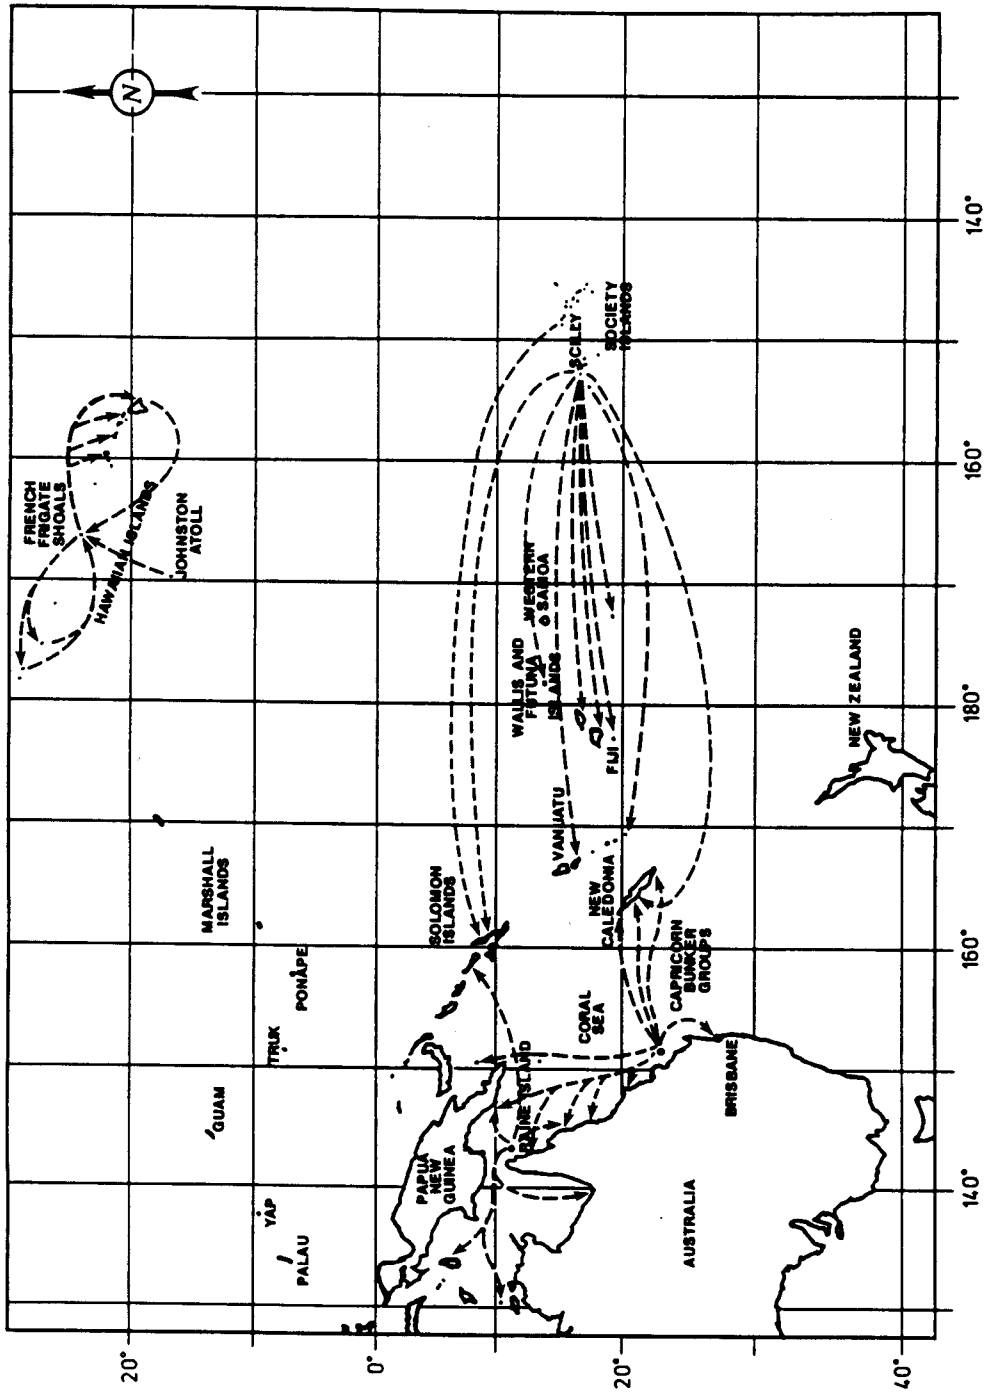 N
FRENCH
FRIGATE
SHOALS
HAWAIIAN ISLANDS
JOHNSTON
ATOLL
MARSHALL
ISLANDS
PONAPE
TRUK
GUAM
YAP
PALAU
SOLOMON
ISLANDS
WALLIS AND
FUTUNA
ISLANDS
WESTERN
SAMOA
SCILLY
SOCIETY
ISLANDS
VANUATU
FIJI
NEW
CALEDONIA
CORAL
SEA
CAPRICORN
BUNKER
GROUPS
PAPUA
NEW
GUINEA
RAINE ISLAND
BRISBANE
AUSTRALIA
NEW ZEALAND
20°
0°
20°
40°
140°
160°
180°
160°
140°